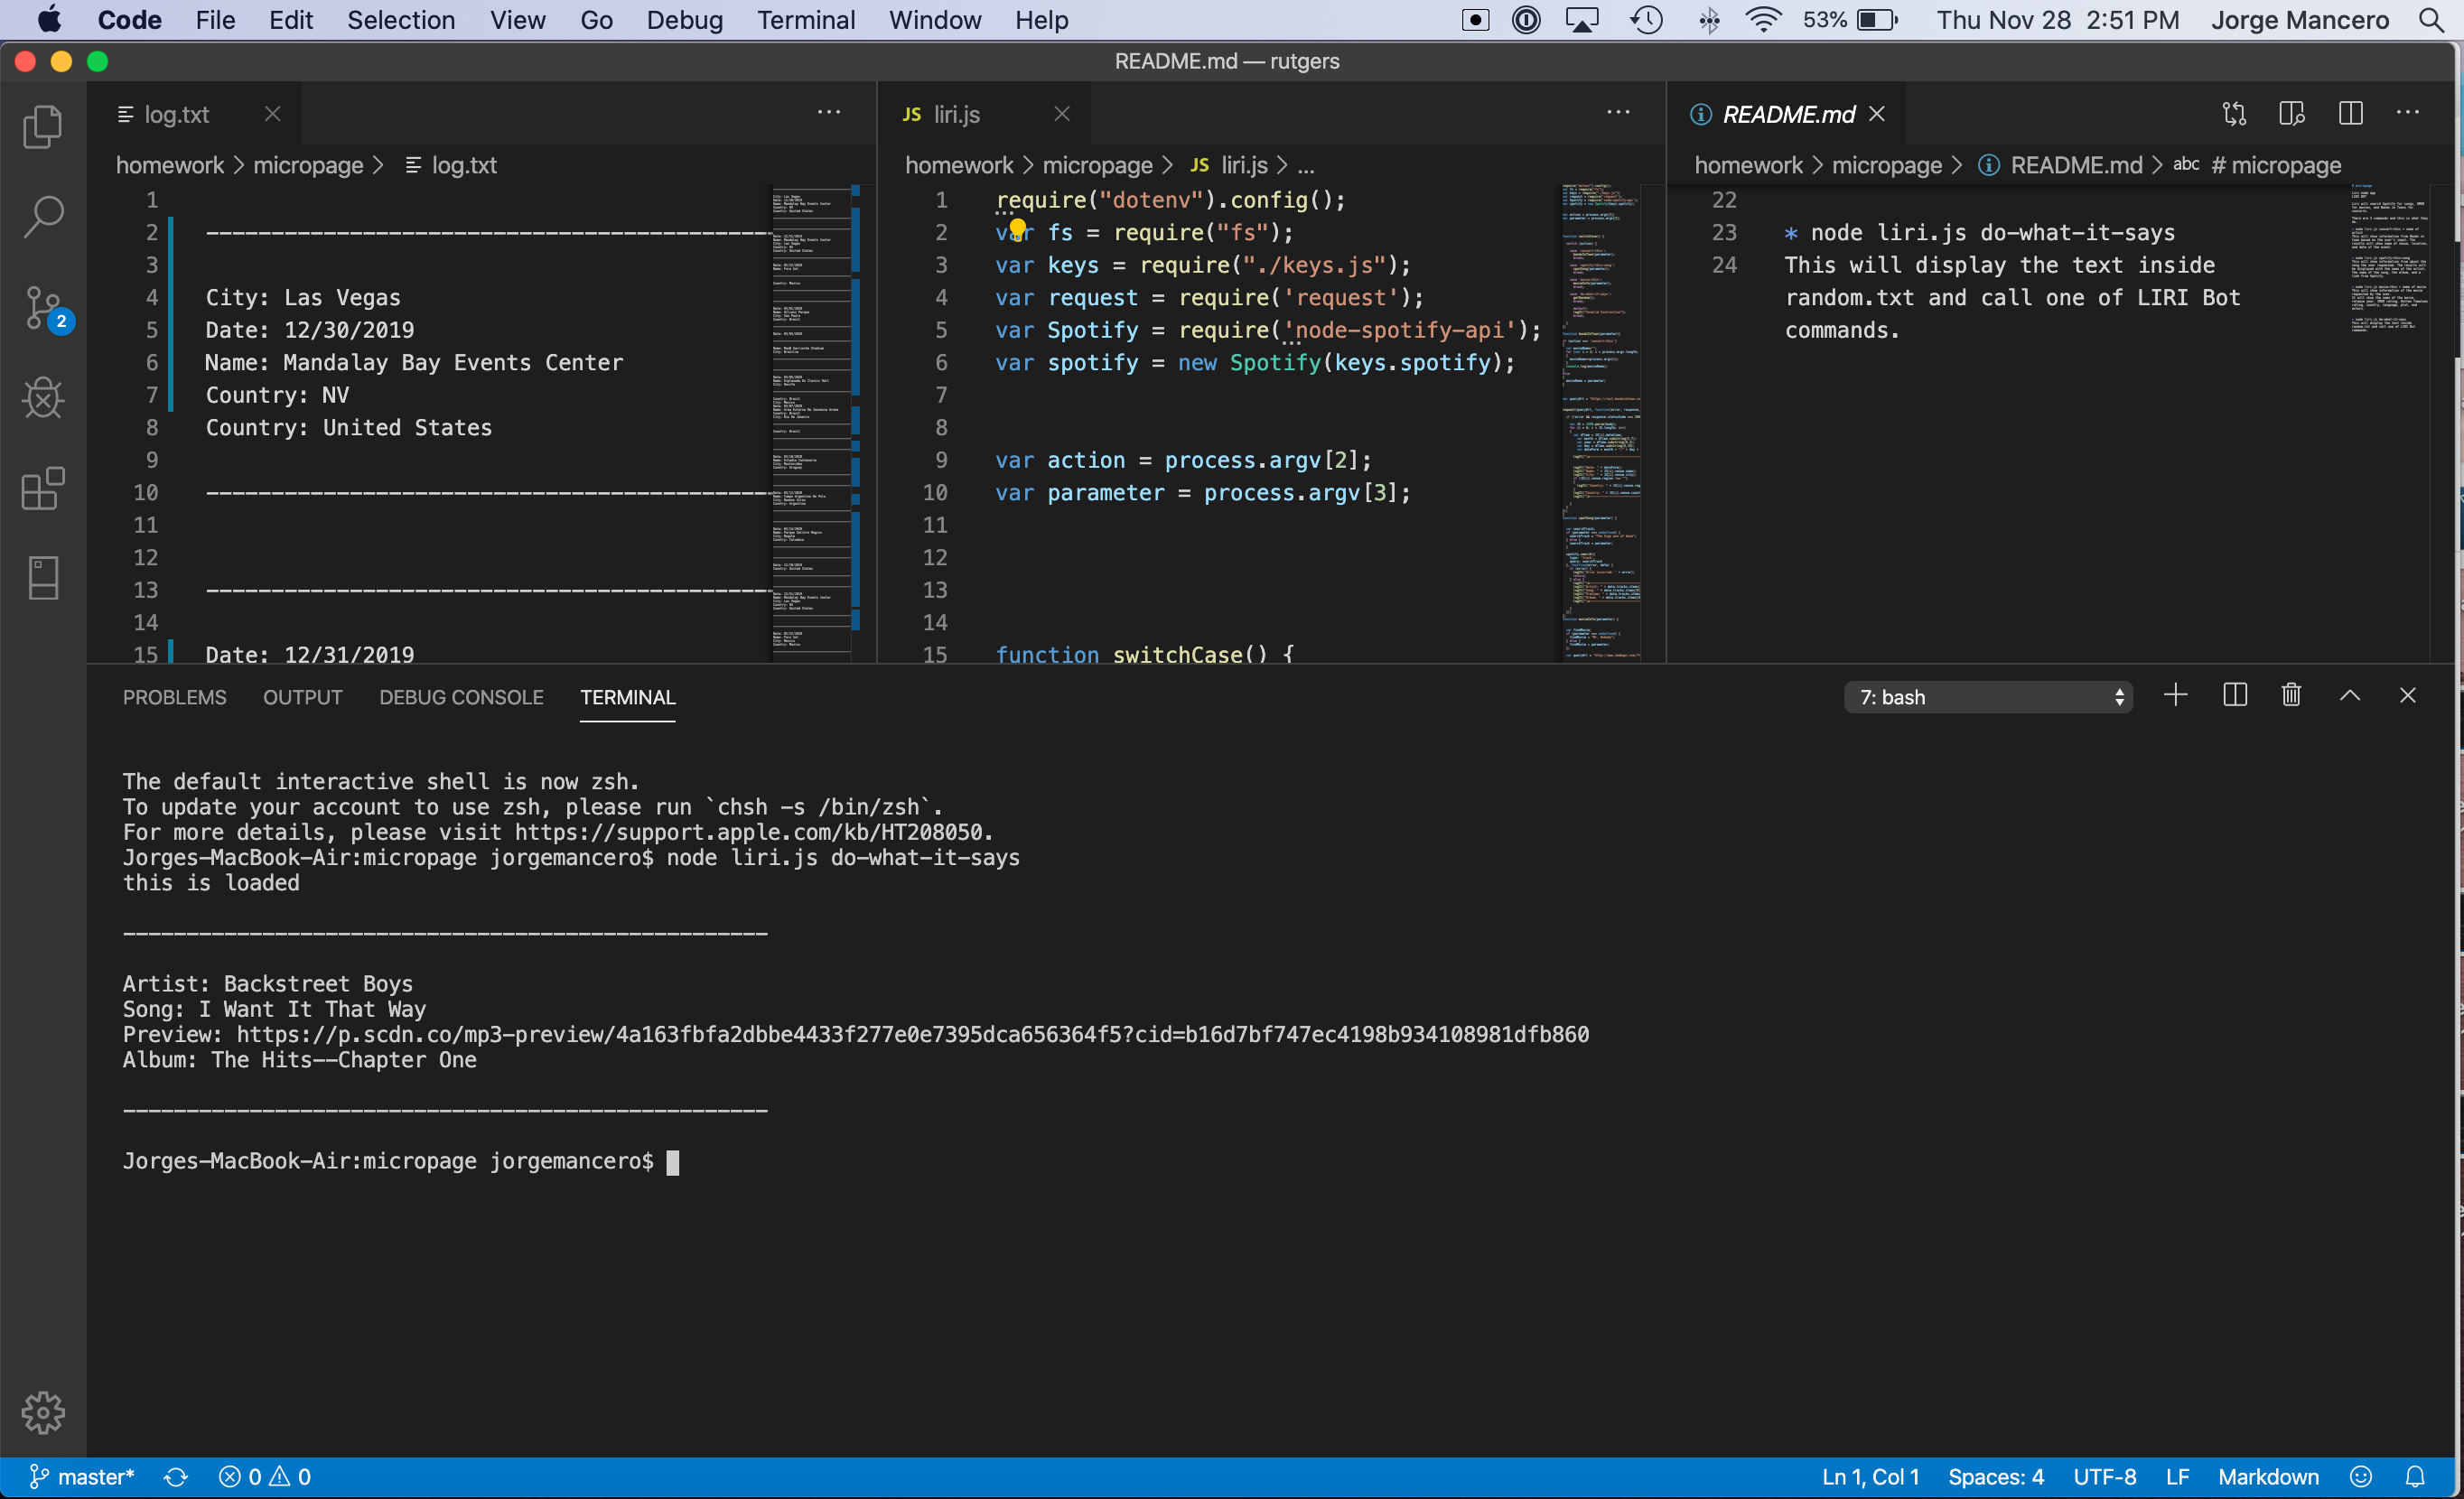 Code File Edit Selection View Go Debug Terminal Window Help 53% Thu Nov 28 2:51 PM Jorge Mancero
README.md — rutgers
log.txt
homework > micropage > log.txt
1
2 --------------------------------------------
3
4 City: Las Vegas
5 Date: 12/30/2019
6 Name: Mandalay Bay Events Center
7 Country: NV
8 Country: United States
9
10 --------------------------------------------
11
12
13 --------------------------------------------
14
15 Date: 12/31/2019
JS liri.js
homework > micropage > JS liri.js > ...
1 require("dotenv").config();
2 var fs = require("fs");
3 var keys = require("./keys.js");
4 var request = require('request');
5 var Spotify = require('node-spotify-api');
6 var spotify = new Spotify(keys.spotify);
7
8
9 var action = process.argv[2];
10 var parameter = process.argv[3];
11
12
13
14
15 function switchCase() {
README.md
homework > micropage > README.md > abc # micropage
22
23 * node liri.js do-what-it-says
24 This will display the text inside
random.txt and call one of LIRI Bot
commands.
2
PROBLEMS OUTPUT DEBUG CONSOLE TERMINAL 7: bash
The default interactive shell is now zsh.
To update your account to use zsh, please run `chsh -s /bin/zsh`.
For more details, please visit https://support.apple.com/kb/HT208050.
Jorges-MacBook-Air:micropage jorgemancero$ node liri.js do-what-it-says
this is loaded
---------------------------------------------------
Artist: Backstreet Boys
Song: I Want It That Way
Preview: https://p.scdn.co/mp3-preview/4a163fbfa2dbbe4433f277e0e7395dca656364f5?cid=b16d7bf747ec4198b934108981dfb860
Album: The Hits--Chapter One
---------------------------------------------------
Jorges-MacBook-Air:micropage jorgemancero$
master* 0 0 Ln 1, Col 1 Spaces: 4 UTF-8 LF Markdown